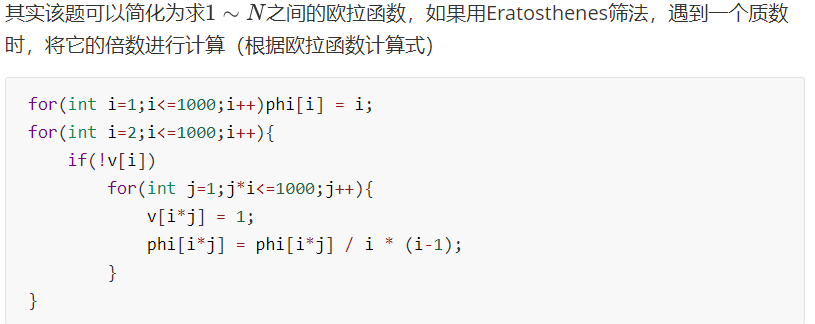 其实该题可以简化为求1 ~ N之间的欧拉函数，如果用Eratosthenes筛法，遇到一个质数
时，将它的倍数进行计算（根据欧拉函数计算式）
for(int i=1;i<=1000;i++)phi[i] = i;
for(int i=2;i<=1000;i++){
    if(!v[i])
        for(int j=1;j*i<=1000;j++){
            v[i*j] = 1;
            phi[i*j] = phi[i*j] / i * (i-1);
        }
}